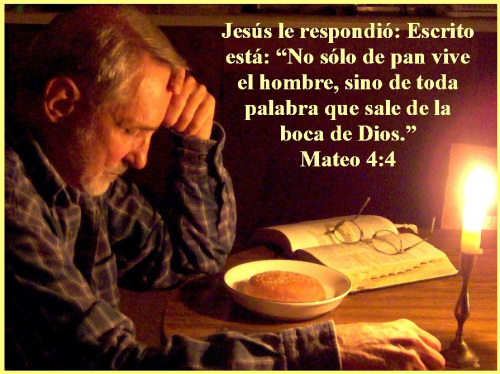 Jesús le respondió: Escrito
está: “No sólo de pan vive
el hombre, sino de toda
palabra que sale de la
boca de Dios.”
Mateo 4:4